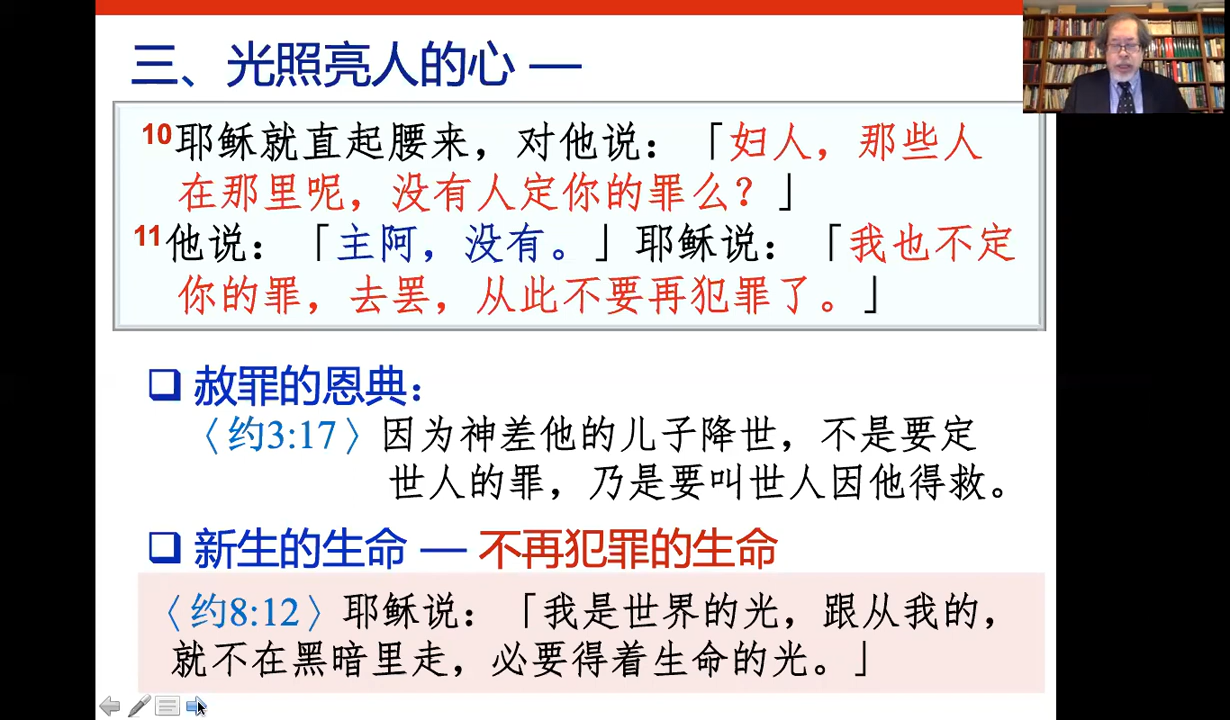 三、光照亮人的心 —
10耶稣就直起腰来，对他说：「妇人，那些人
在那里呢，没有人定你的罪么？」
11他说：「主阿，没有。」耶稣说：「我也不定
你的罪，去罢，从此不要再犯罪了。」
赦罪的恩典：
〈约3:17〉因为神差他的儿子降世，不是要定
世人的罪，乃是要叫世人因他得救。
新生的生命 — 不再犯罪的生命
〈约8:12〉耶稣说：「我是世界的光，跟从我的，
就不在黑暗里走，必要得着生命的光。」